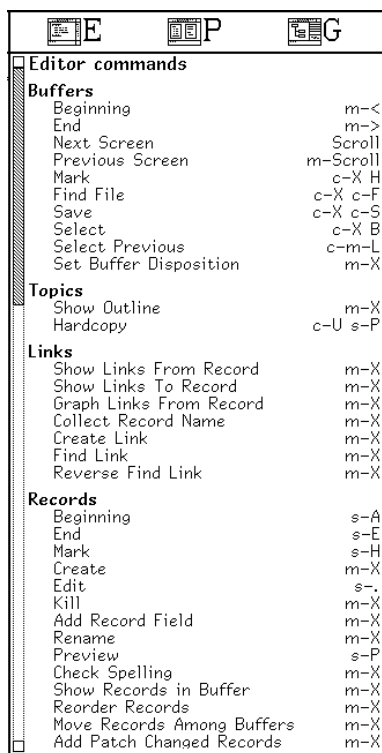 E P G
Editor commands
Buffers
Beginning m-<
End m->
Next Screen Scroll
Previous Screen m-Scroll
Mark c-X H
Find File c-X c-F
Save c-X c-S
Select c-X B
Select Previous c-m-L
Set Buffer Disposition m-X
Topics
Show Outline m-X
Hardcopy c-U s-P
Links
Show Links From Record m-X
Show Links To Record m-X
Graph Links From Record m-X
Collect Record Name m-X
Create Link m-X
Find Link m-X
Reverse Find Link m-X
Records
Beginning s-A
End s-E
Mark s-H
Create m-X
Edit s-.
Kill m-X
Add Record Field m-X
Rename m-X
Preview s-P
Check Spelling m-X
Show Records in Buffer m-X
Reorder Records m-X
Move Records Among Buffers m-X
Add Patch Changed Records m-X